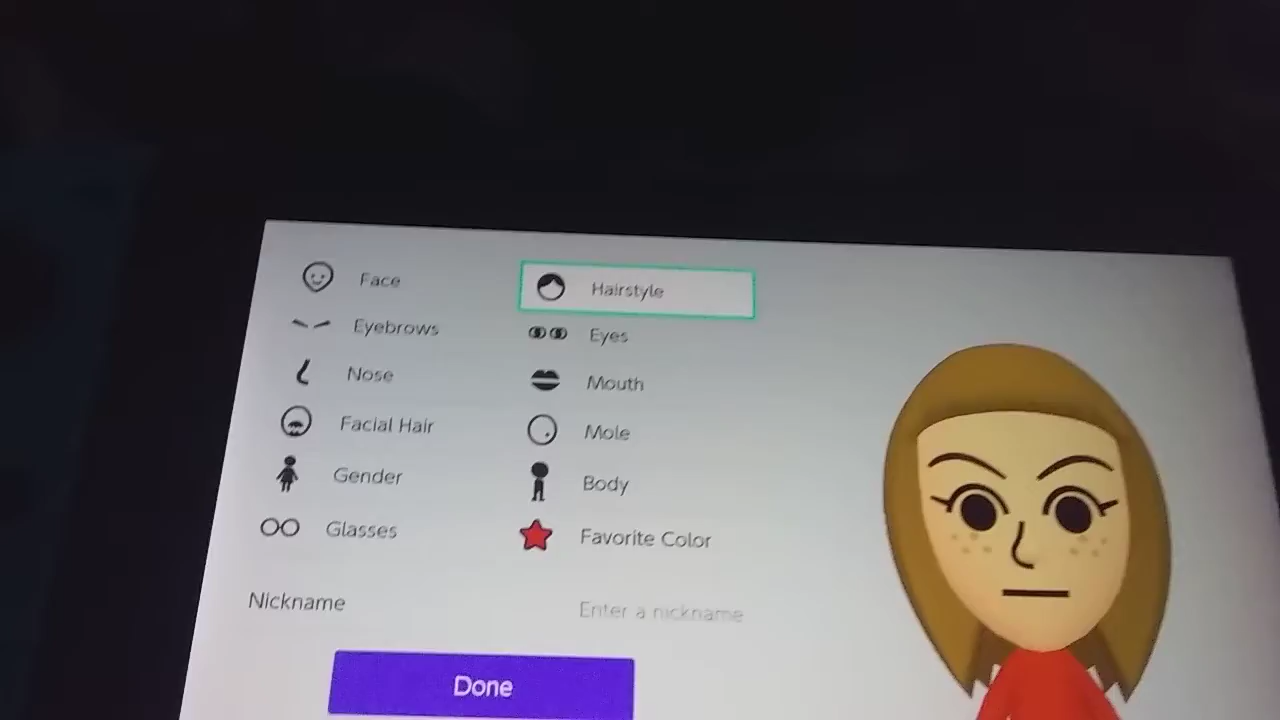 Face
Hairstyle
Eyebrows
Eyes
Nose
Mouth
Facial Hair
Mole
Gender
Body
Glasses
Favorite Color
Nickname
Enter a nickname
Done